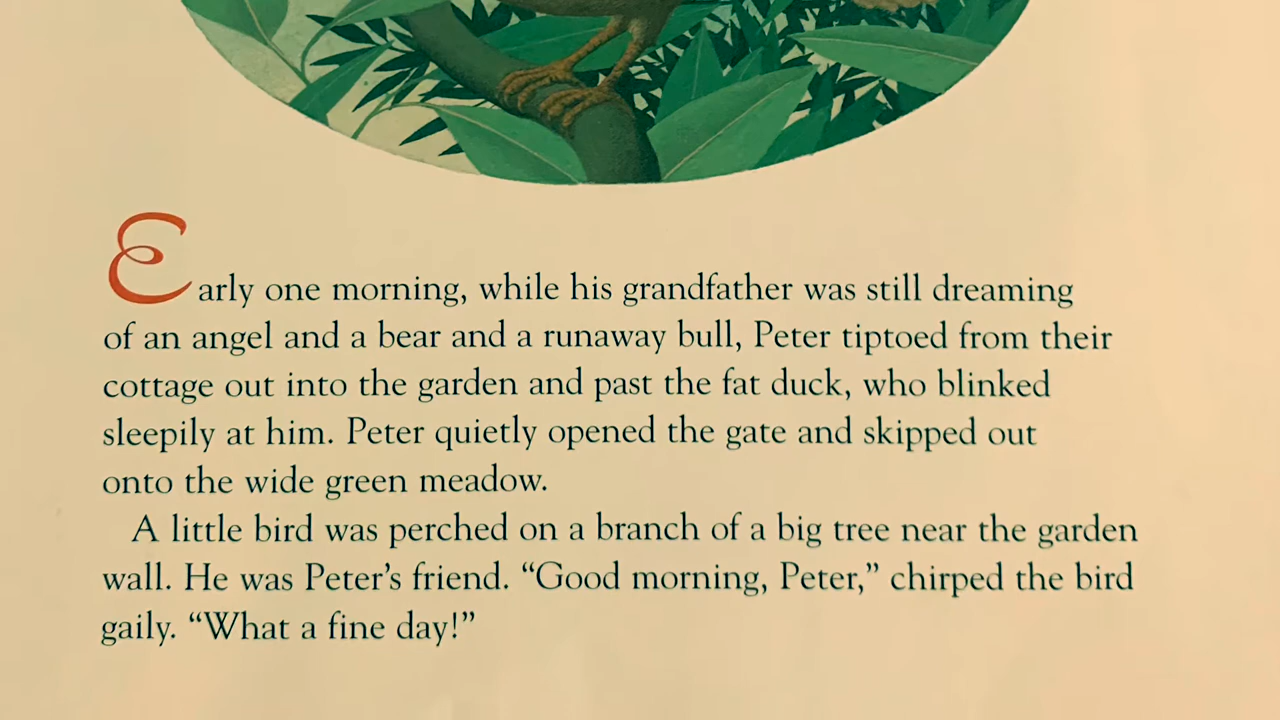 Early one morning, while his grandfather was still dreaming
of an angel and a bear and a runaway bull, Peter tiptoed from their
cottage out into the garden and past the fat duck, who blinked
sleepily at him. Peter quietly opened the gate and skipped out
onto the wide green meadow.
A little bird was perched on a branch of a big tree near the garden
wall. He was Peter’s friend. “Good morning, Peter,” chirped the bird
gaily. “What a fine day!”